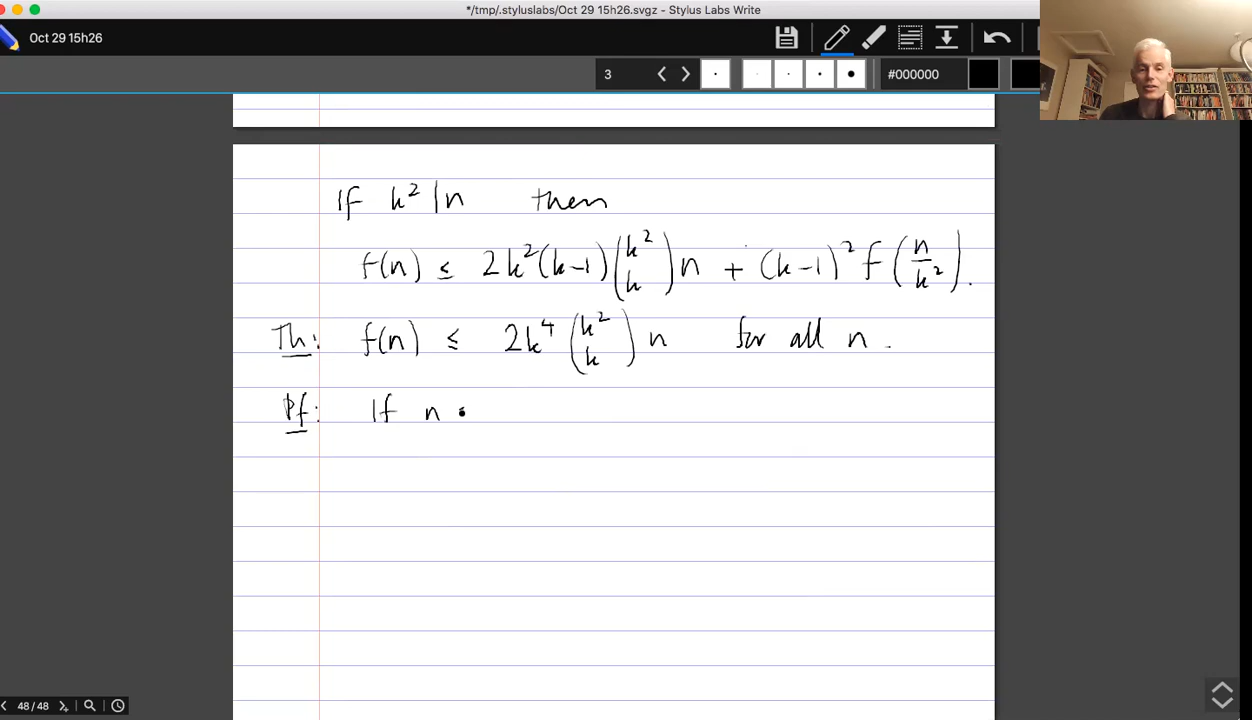 */tmp/.styluslabs/Oct 29 15h26.svgz - Stylus Labs Write
Oct 29 15h26
3
#000000
If k² | n then
f(n) ≤ 2k²(k-1) (k² k) n + (k-1)² f(n/k²).
Th: f(n) ≤ 2k⁴ (k² k) n for all n.
Pf: If n
48/48